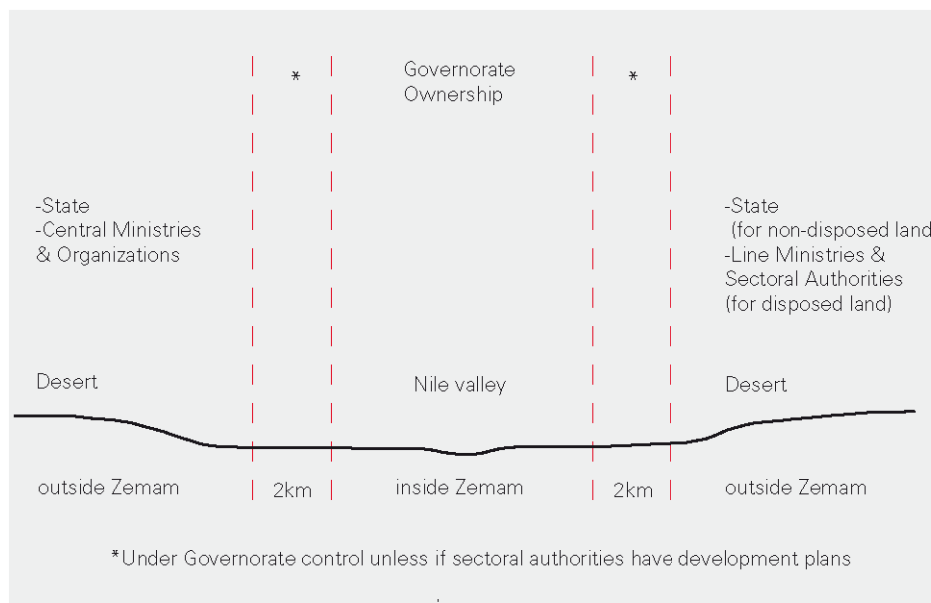 *
Governorate
Ownership
*
-State
-Central Ministries
& Organizations
-State
(for non-disposed land
-Line Ministries &
Sectoral Authorities
(for disposed land)
Desert
Nile valley
Desert
outside Zemam
2km
inside Zemam
2km
outside Zemam
*Under Governorate control unless if sectoral authorities have development plans